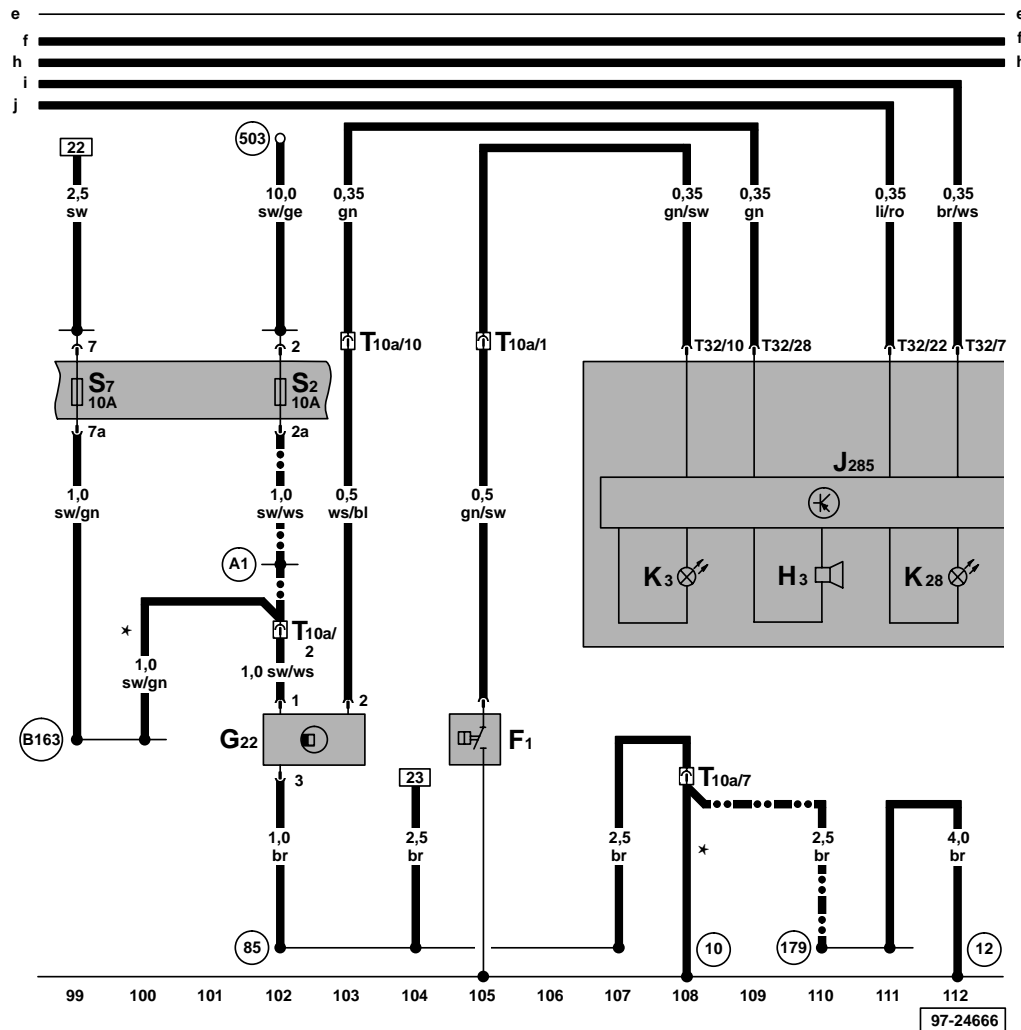 e e
f f
h h
i
j
22
503
2,5
sw
10,0
sw/ge
0,35
gn
0,35
gn/sw
0,35
gn
0,35
li/ro
0,35
br/ws
T10a/10
T10a/1
7
2
T32/10
T32/28
T32/22
T32/7
S7
10A
S2
10A
7a
2a
J285
1,0
sw/gn
1,0
sw/ws
0,5
ws/bl
0,5
gn/sw
A1
K3
H3
K28
T10a/
2
1,0
sw/gn
1,0 sw/ws
1
2
B163
G22
F1
3
23
T10a/7
1,0
br
2,5
br
2,5
br
2,5
br
4,0
br
85
10
179
12
99 100 101 102 103 104 105 106 107 108 109 110 111 112
97-24666